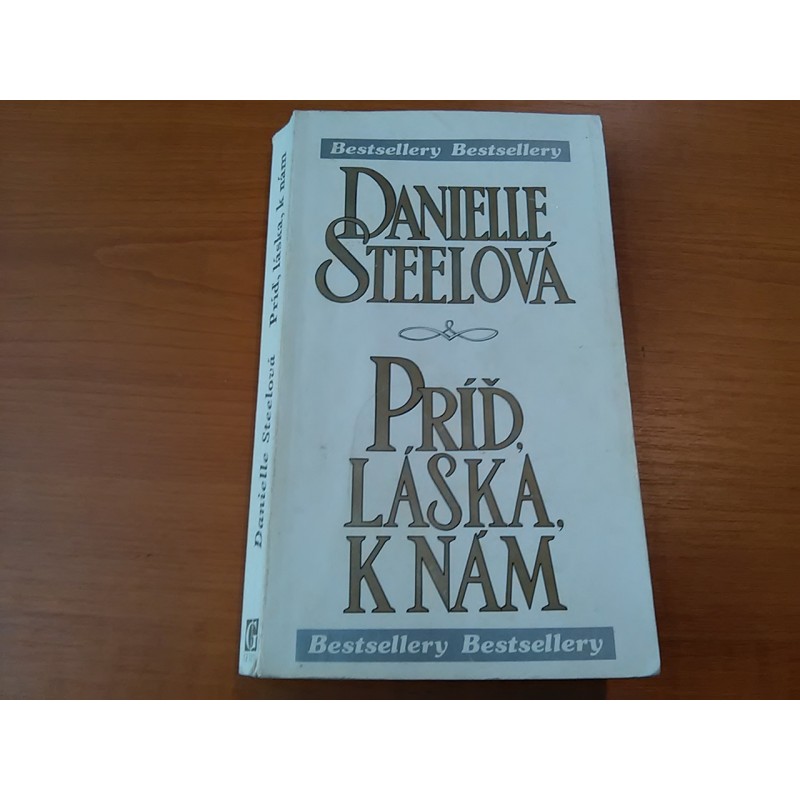 Bestsellery Bestsellery
DANIELLE
STEELOVÁ
PRÍĎ,
LÁSKA,
K NÁM
Bestsellery Bestsellery
Danielle Steelová Príď, láska, k nám